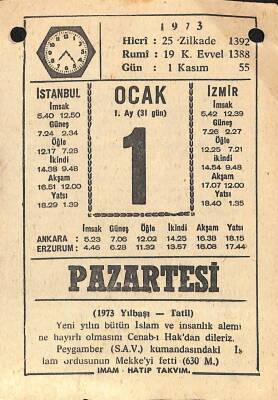 1973
Hicrî : 25 Zilkade 1392
Rumî : 19 K. Evvel 1388
Gün : 1 Kasım 55
İSTANBUL
İmsak
5.40 12.50
Güneş
7.24 2.34
Öğle
12.17 7.28
İkindi
14.38 9.48
Akşam
16.51 12.00
Yatsı
18.29 1.39
OCAK
1. Ay (31 gün)
1
İZMİR
İmsak
5.42 12.39
Güneş
7.26 2.27
Öğle
12.25 7.21
İkindi
14.55 9.51
Akşam
17.07 12.00
Yatsı
18.40 1.35
İmsak Güneş Öğle İkindi Akşam Yatsı
ANKARA : 5.23 7.06 12.02 14.25 16.38 18.15
ERZURUM : 4.46 6.28 11.32 13.57 16.08 17.44
PAZARTESİ
(1973 Yılbaşı — Tatil)
Yeni yılın bütün İslam ve insanlık alemi
ne hayırlı olmasını Cenab-ı Hak'dan dileriz.
Peygamber (S.A.V.) kumandasındaki İs
lam ordusunun Mekke'yi fetti (630 M.)
İMAM - HATİP TAKVİM.